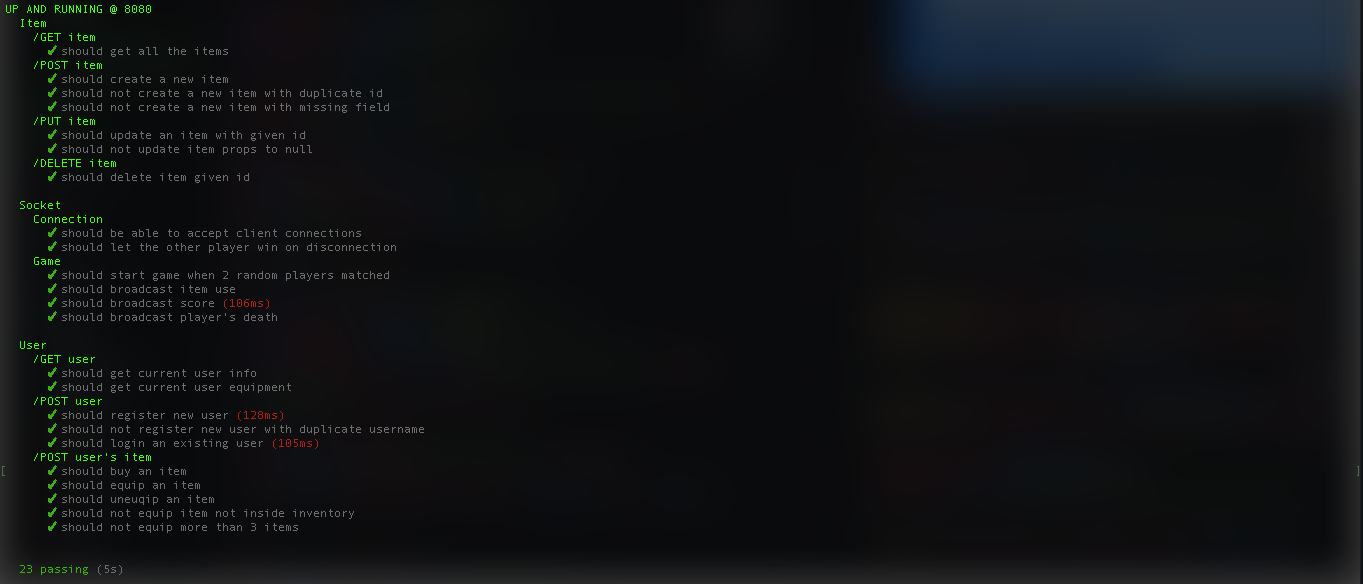 UP AND RUNNING @ 8080
Item
/GET item
✔ should get all the items
/POST item
✔ should create a new item
✔ should not create a new item with duplicate id
✔ should not create a new item with missing field
/PUT item
✔ should update an item with given id
✔ should not update item props to null
/DELETE item
✔ should delete item given id
Socket
Connection
✔ should be able to accept client connections
✔ should let the other player win on disconnection
Game
✔ should start game when 2 random players matched
✔ should broadcast item use
✔ should broadcast score (106ms)
✔ should broadcast player's death
User
/GET user
✔ should get current user info
✔ should get current user equipment
/POST user
✔ should register new user (128ms)
✔ should not register new user with duplicate username
✔ should login an existing user (105ms)
/POST user's item
[ ✔ should buy an item ]
✔ should equip an item
✔ should uneuqip an item
✔ should not equip item not inside inventory
✔ should not equip more than 3 items
23 passing (5s)